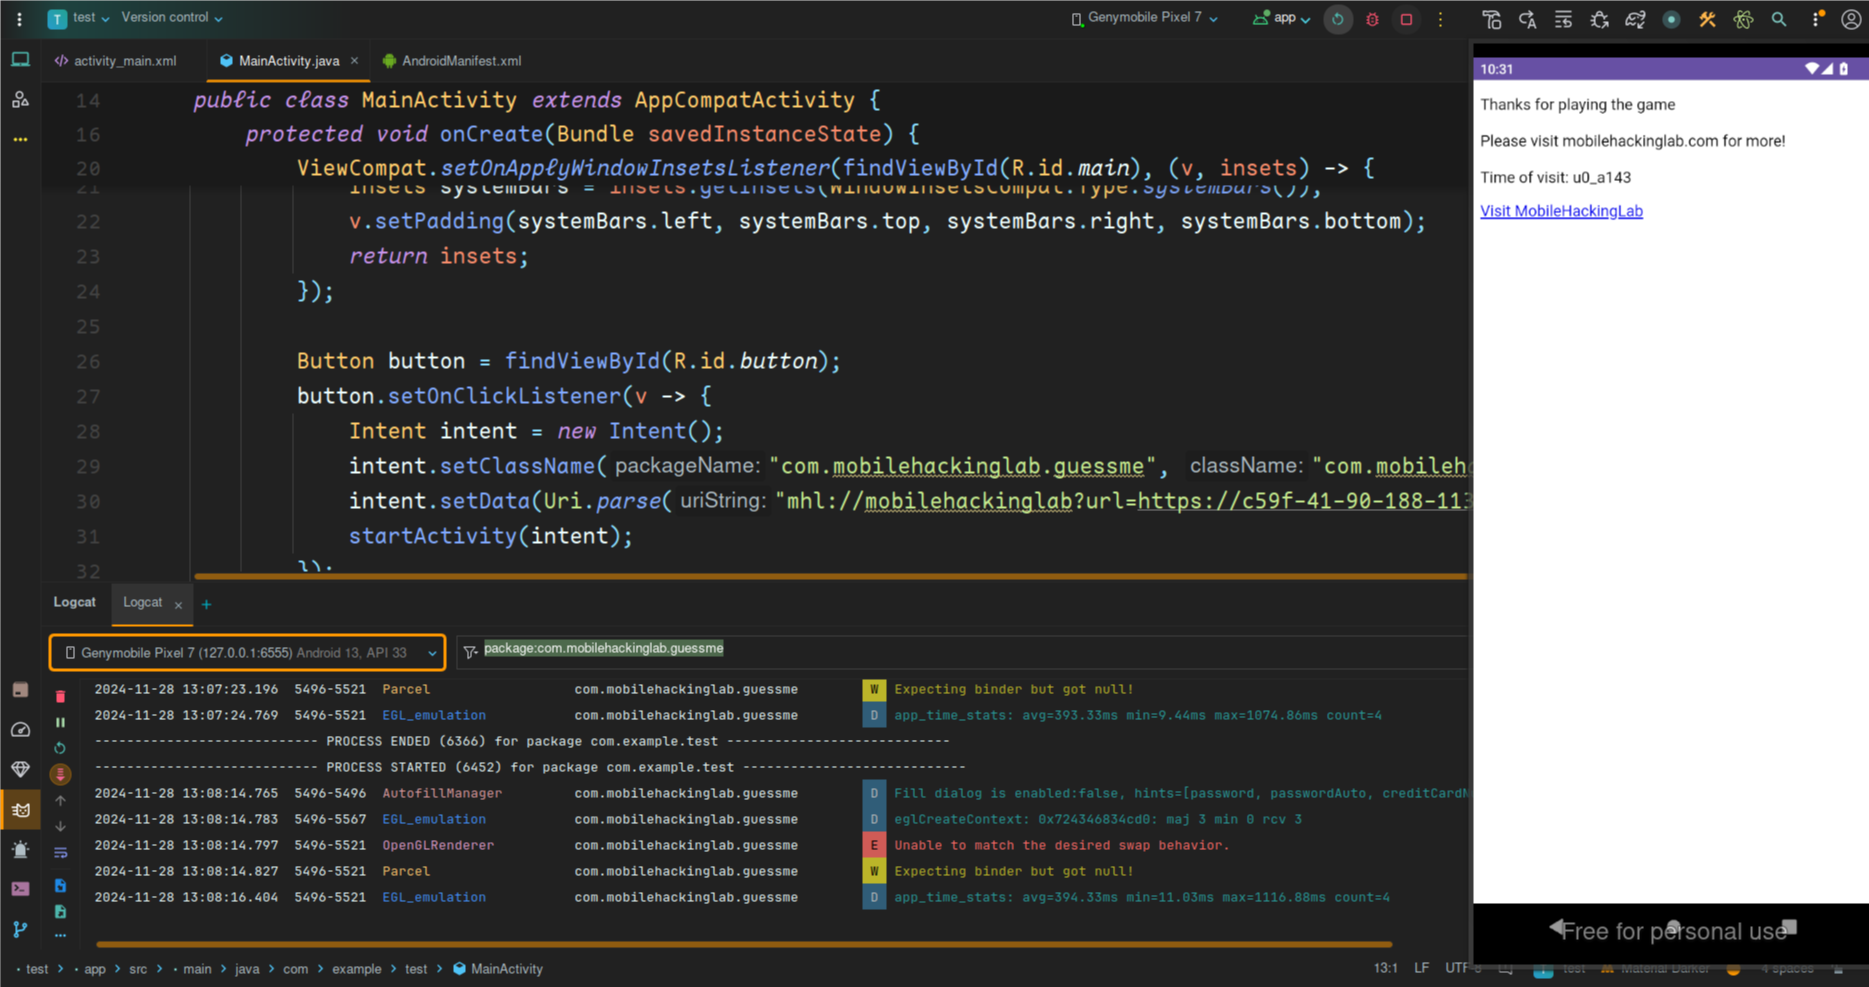 T test Version control Genymobile Pixel 7 app
activity_main.xml MainActivity.java AndroidManifest.xml
14 public class MainActivity extends AppCompatActivity {
16 protected void onCreate(Bundle savedInstanceState) {
20 ViewCompat.setOnApplyWindowInsetsListener(findViewById(R.id.main), (v, insets) -> {
21 Insets systemBars = insets.getInsets(WindowInsetsCompat.Type.systemBars());
22 v.setPadding(systemBars.left, systemBars.top, systemBars.right, systemBars.bottom);
23 return insets;
24 });
25
26 Button button = findViewById(R.id.button);
27 button.setOnClickListener(v -> {
28 Intent intent = new Intent();
29 intent.setClassName( packageName: "com.mobilehackinglab.guessme", className: "com.mobileh
30 intent.setData(Uri.parse( uriString: "mhl://mobilehackinglab?url=https://c59f-41-90-188-113
31 startActivity(intent);
32 });
Logcat Logcat
Genymobile Pixel 7 (127.0.0.1:6555) Android 13, API 33 package:com.mobilehackinglab.guessme
2024-11-28 13:07:23.196 5496-5521 Parcel com.mobilehackinglab.guessme W Expecting binder but got null!
2024-11-28 13:07:24.769 5496-5521 EGL_emulation com.mobilehackinglab.guessme D app_time_stats: avg=393.33ms min=9.44ms max=1074.86ms count=4
---------------------------- PROCESS ENDED (6366) for package com.example.test ----------------------------
---------------------------- PROCESS STARTED (6452) for package com.example.test ----------------------------
2024-11-28 13:08:14.765 5496-5496 AutofillManager com.mobilehackinglab.guessme D Fill dialog is enabled:false, hints=[password, passwordAuto, creditCardN
2024-11-28 13:08:14.783 5496-5567 EGL_emulation com.mobilehackinglab.guessme D eglCreateContext: 0x724346834cd0: maj 3 min 0 rcv 3
2024-11-28 13:08:14.797 5496-5521 OpenGLRenderer com.mobilehackinglab.guessme E Unable to match the desired swap behavior.
2024-11-28 13:08:14.827 5496-5521 Parcel com.mobilehackinglab.guessme W Expecting binder but got null!
2024-11-28 13:08:16.404 5496-5521 EGL_emulation com.mobilehackinglab.guessme D app_time_stats: avg=394.33ms min=11.03ms max=1116.88ms count=4
test > app > src > main > java > com > example > test > MainActivity 13:1 LF UTF-8 test Material Darker 4 spaces
10:31
Thanks for playing the game
Please visit mobilehackinglab.com for more!
Time of visit: u0_a143
Visit MobileHackingLab
Free for personal use